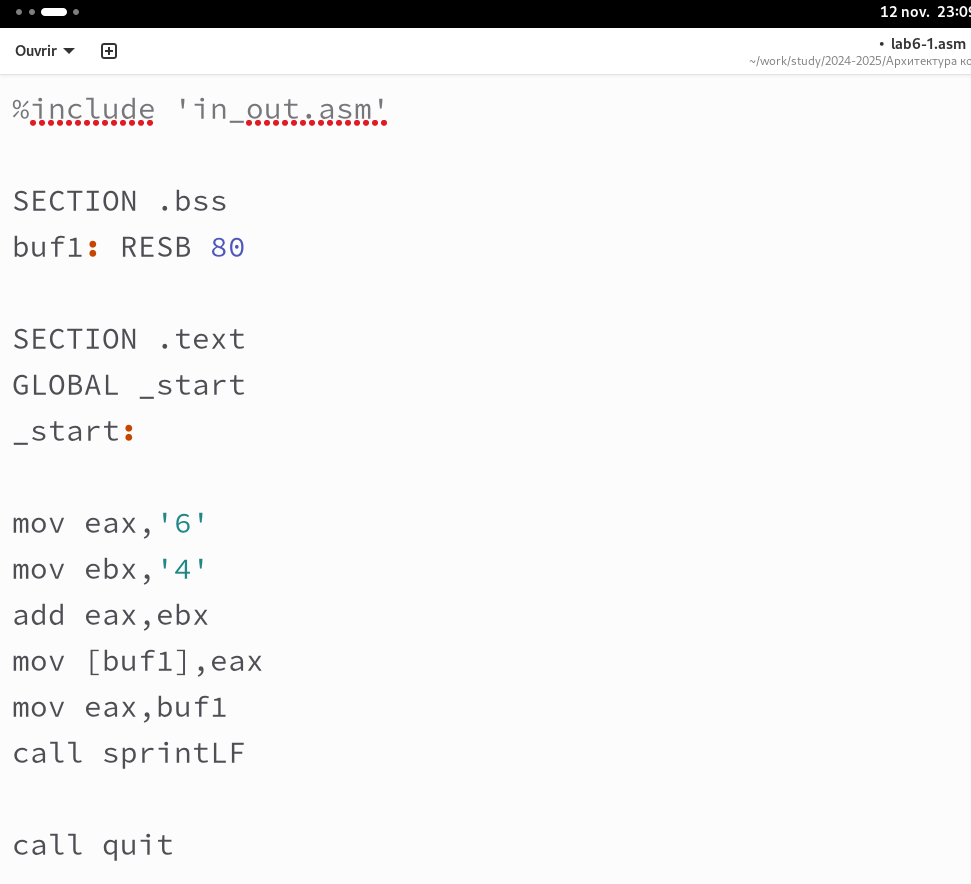 12 nov. 23:09
Ouvrir
• lab6-1.asm
~/work/study/2024-2025/Архитектура
%include 'in_out.asm'
SECTION .bss
buf1: RESB 80
SECTION .text
GLOBAL _start
_start:
mov eax,'6'
mov ebx,'4'
add eax,ebx
mov [buf1],eax
mov eax,buf1
call sprintLF
call quit